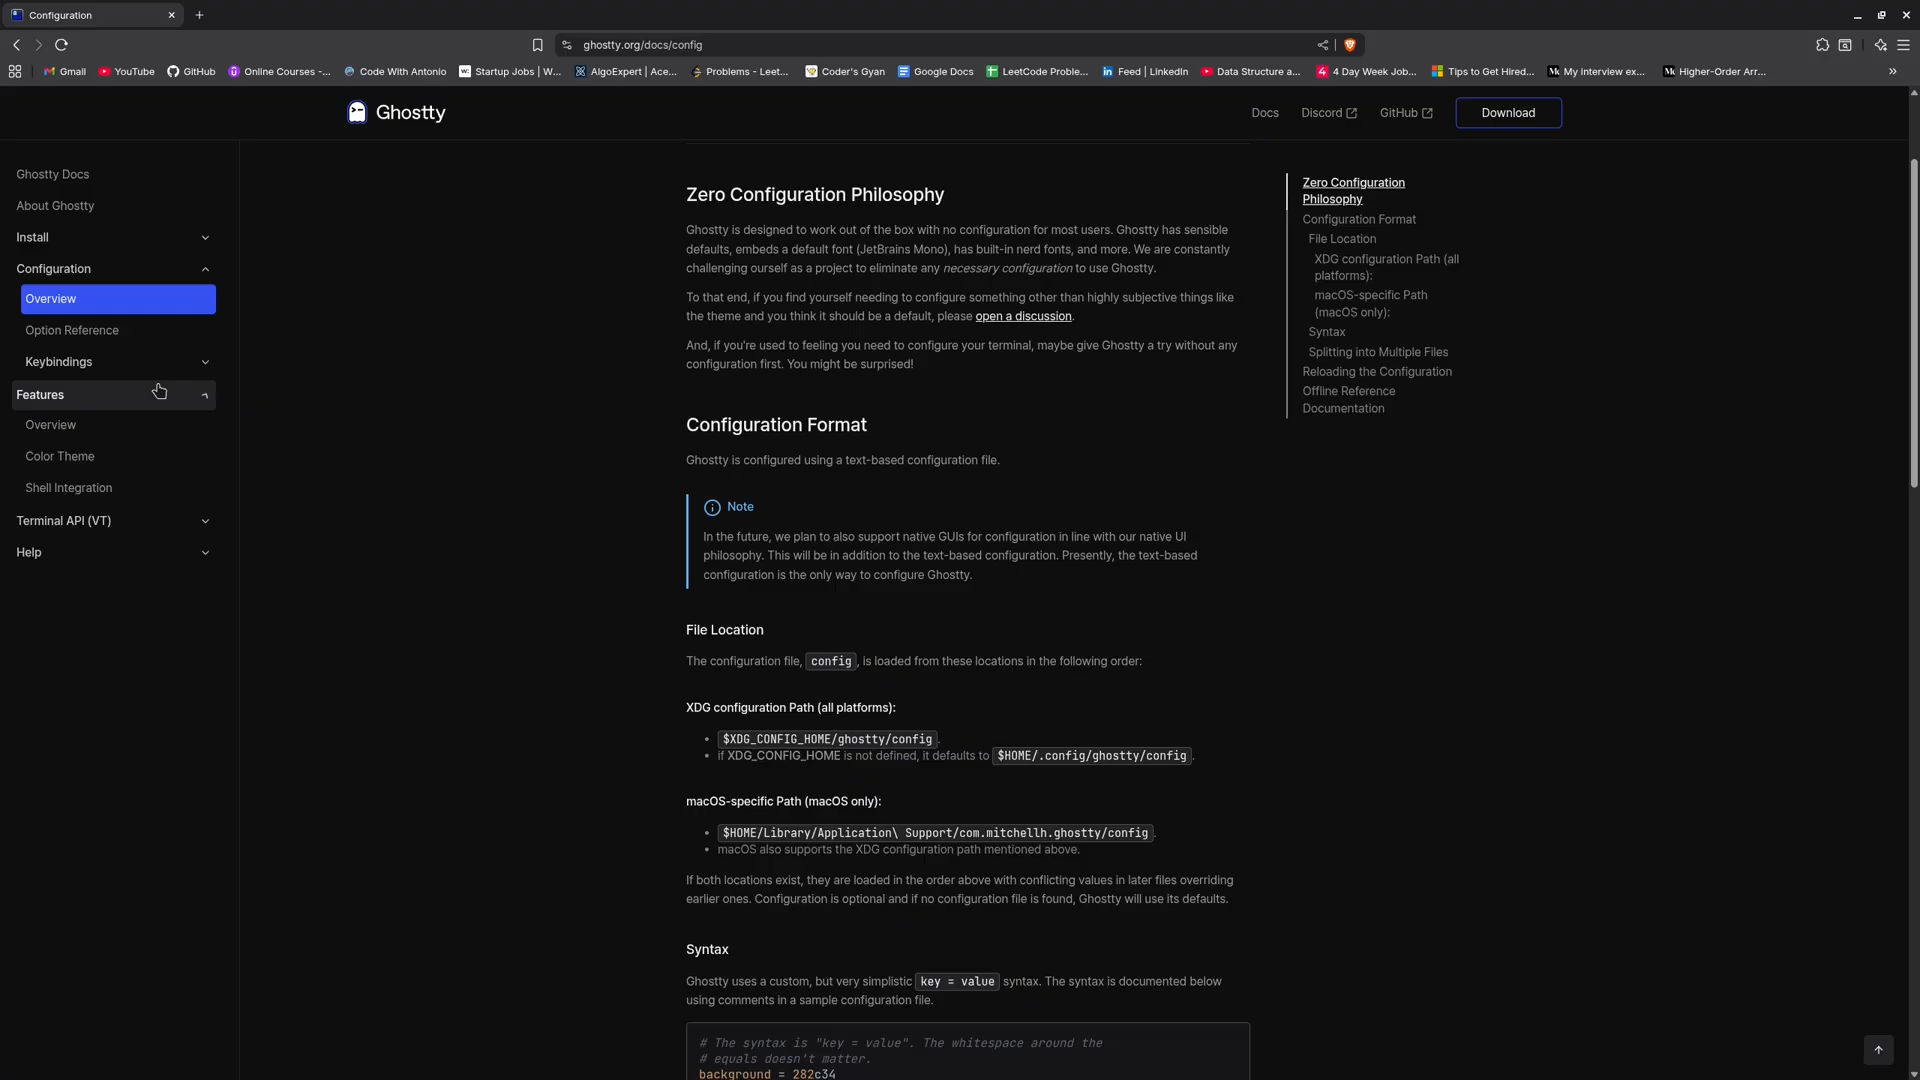 Configuration
ghostty.org/docs/config
Gmail
YouTube
GitHub
Online Courses -...
Code With Antonio
Startup Jobs | W...
AlgoExpert | Ace...
Problems - Leet...
Coder's Gyan
Google Docs
LeetCode Proble...
Feed | LinkedIn
Data Structure a...
4 Day Week Job...
Tips to Get Hired...
My interview ex...
Higher-Order Arr...
Ghostty
Docs
Discord
GitHub
Download
Ghostty Docs
About Ghostty
Install
Configuration
Overview
Option Reference
Keybindings
Features
Overview
Color Theme
Shell Integration
Terminal API (VT)
Help
Zero Configuration Philosophy
Ghostty is designed to work out of the box with no configuration for most users. Ghostty has sensible
defaults, embeds a default font (JetBrains Mono), has built-in nerd fonts, and more. We are constantly
challenging ourself as a project to eliminate any necessary configuration to use Ghostty.
To that end, if you find yourself needing to configure something other than highly subjective things like
the theme and you think it should be a default, please open a discussion.
And, if you're used to feeling you need to configure your terminal, maybe give Ghostty a try without any
configuration first. You might be surprised!
Configuration Format
Ghostty is configured using a text-based configuration file.
Note
In the future, we plan to also support native GUIs for configuration in line with our native UI
philosophy. This will be in addition to the text-based configuration. Presently, the text-based
configuration is the only way to configure Ghostty.
File Location
The configuration file, config, is loaded from these locations in the following order:
XDG configuration Path (all platforms):
• $XDG_CONFIG_HOME/ghostty/config.
• if XDG_CONFIG_HOME is not defined, it defaults to $HOME/.config/ghostty/config.
macOS-specific Path (macOS only):
• $HOME/Library/Application\ Support/com.mitchellh.ghostty/config.
• macOS also supports the XDG configuration path mentioned above.
If both locations exist, they are loaded in the order above with conflicting values in later files overriding
earlier ones. Configuration is optional and if no configuration file is found, Ghostty will use its defaults.
Syntax
Ghostty uses a custom, but very simplistic key = value syntax. The syntax is documented below
using comments in a sample configuration file.
# The syntax is "key = value". The whitespace around the
# equals doesn't matter.
background = 282c34
Zero Configuration
Philosophy
Configuration Format
File Location
XDG configuration Path (all
platforms):
macOS-specific Path
(macOS only):
Syntax
Splitting into Multiple Files
Reloading the Configuration
Offline Reference
Documentation